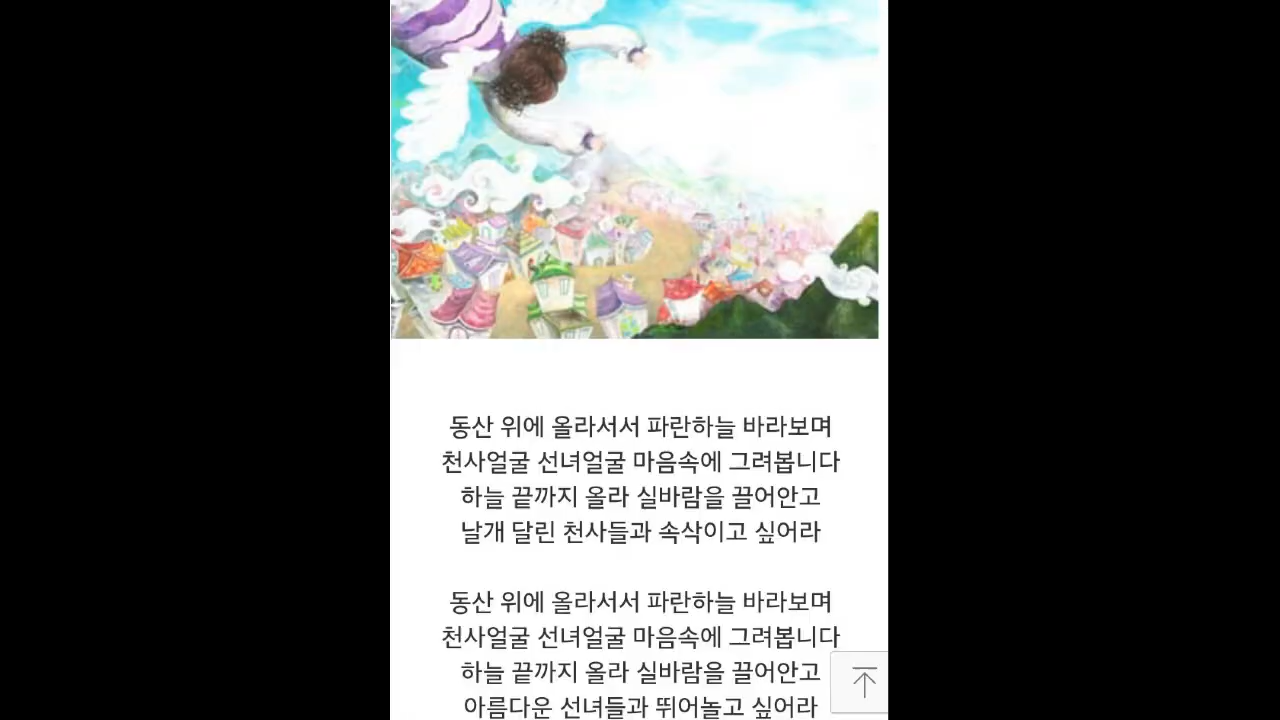 동산 위에 올라서서 파란하늘 바라보며
천사얼굴 선녀얼굴 마음속에 그려봅니다
하늘 끝까지 올라 실바람을 끌어안고
날개 달린 천사들과 속삭이고 싶어라
동산 위에 올라서서 파란하늘 바라보며
천사얼굴 선녀얼굴 마음속에 그려봅니다
하늘 끝까지 올라 실바람을 끌어안고
아름다운 선녀들과 뛰어놀고 싶어라